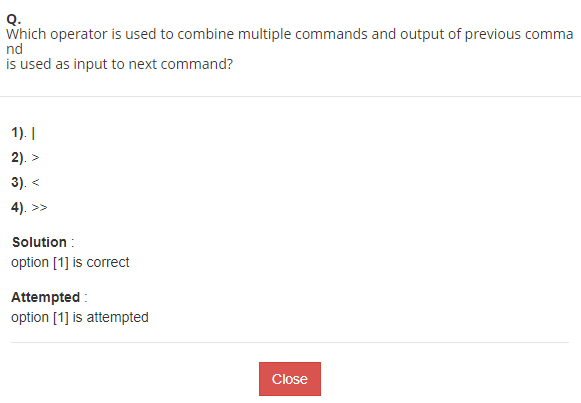 Q.
Which operator is used to combine multiple commands and output of previous comma
nd
is used as input to next command?
1). |
2). >
3). <
4). >>
Solution :
option [1] is correct
Attempted :
option [1] is attempted
Close